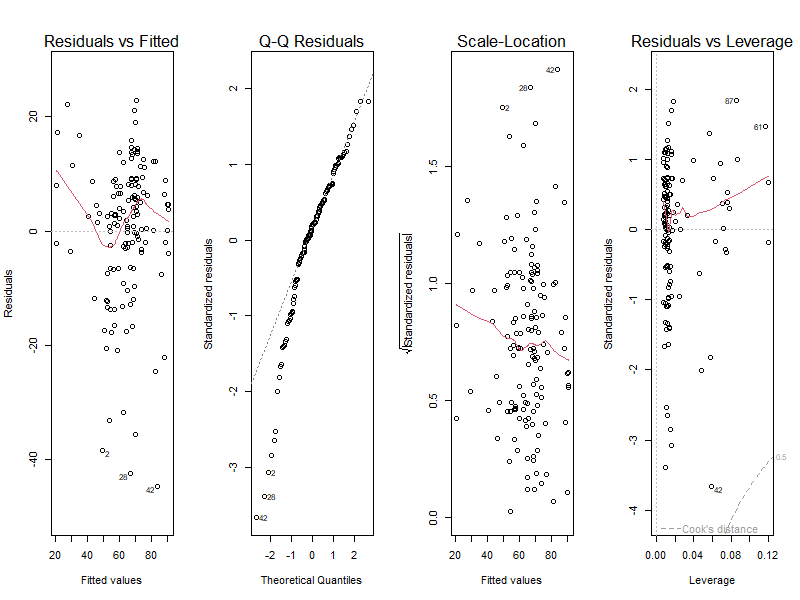 Residuals vs Fitted
Residuals
20
0
-20
-40
2
28
42
20 40 60 80
Fitted values
Q-Q Residuals
Standardized residuals
2
1
0
-1
-2
-3
2
28
42
-2 -1 0 1 2
Theoretical Quantiles
Scale-Location
√|Standardized residuals|
1.5
1.0
0.5
0.0
42
28
2
20 40 60 80
Fitted values
Residuals vs Leverage
Standardized residuals
2
1
0
-1
-2
-3
-4
87
61
42
0.5
Cook's distance
0.00 0.04 0.08 0.12
Leverage